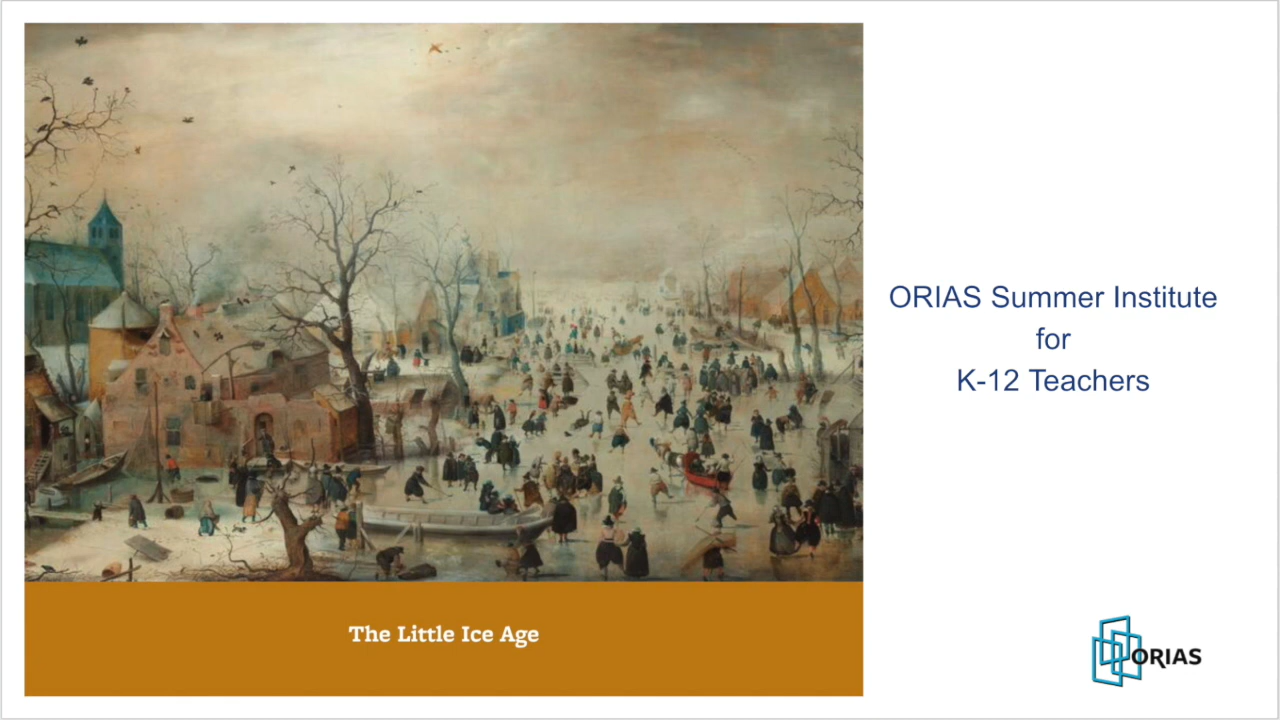 ORIAS Summer Institute
for
K-12 Teachers
The Little Ice Age
ORIAS